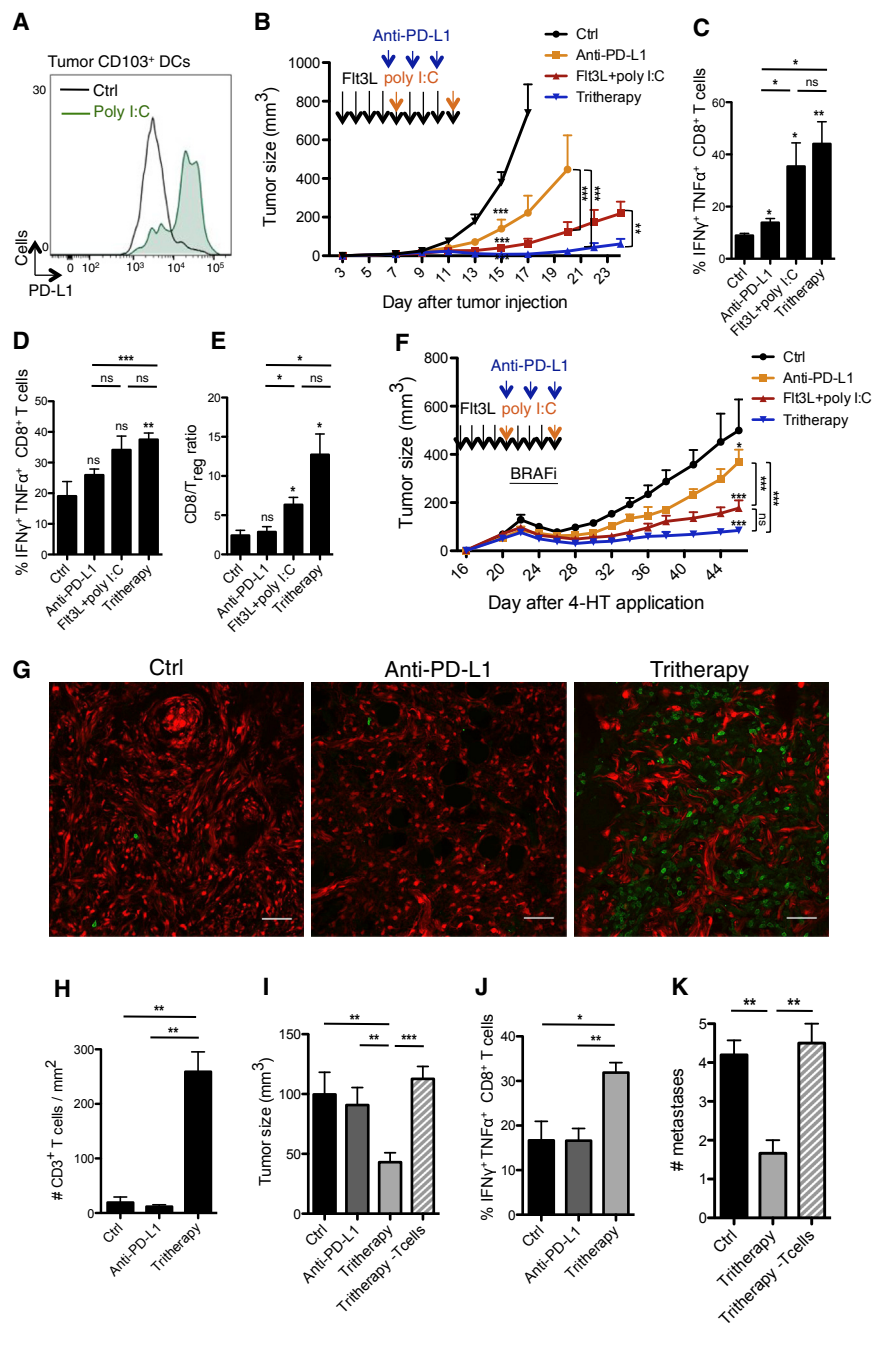 A
Tumor CD103⁺ DCs
30
Ctrl
Poly I:C
0
Cells
0 10² 10³ 10⁴ 10⁵
PD-L1
B
Anti-PD-L1
Flt3L poly I:C
Ctrl
Anti-PD-L1
Flt3L+poly I:C
Tritherapy
Tumor size (mm³)
1000
800
600
400
200
0
***
***
***
***
***
**
3 5 7 9 11 13 15 17 19 21 23
Day after tumor injection
C
% IFNγ⁺ TNFα⁺ CD8⁺ T cells
*
* ns
60
40
20
0
*
*
**
Ctrl
Anti-PD-L1
Flt3L+poly I:C
Tritherapy
D
% IFNγ⁺ TNFα⁺ CD8⁺ T cells
***
ns ns
50
40
30
20
10
0
ns
ns
**
Ctrl
Anti-PD-L1
Flt3L+poly I:C
Tritherapy
E
CD8/Treg ratio
*
* ns
20
15
10
5
0
ns
*
*
Ctrl
Anti-PD-L1
Flt3L+poly I:C
Tritherapy
F
Anti-PD-L1
Flt3L poly I:C
BRAFi
Ctrl
Anti-PD-L1
Flt3L+poly I:C
Tritherapy
Tumor size (mm³)
800
600
400
200
0
*
***
***
***
ns
***
16 20 24 28 32 36 40 44
Day after 4-HT application
G
Ctrl
Anti-PD-L1
Tritherapy
H
# CD3⁺ T cells / mm²
**
**
300
200
100
0
Ctrl
Anti-PD-L1
Tritherapy
I
Tumor size (mm³)
**
** ***
150
100
50
0
Ctrl
Anti-PD-L1
Tritherapy
Tritherapy -Tcells
J
% IFNγ⁺ TNFα⁺ CD8⁺ T cells
*
**
40
30
20
10
0
Ctrl
Anti-PD-L1
Tritherapy
K
# metastases
** **
5
4
3
2
1
0
Ctrl
Tritherapy
Tritherapy -Tcells